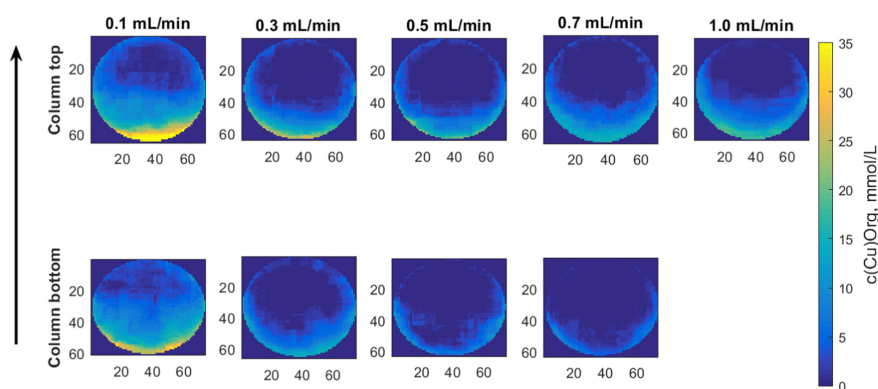 0.1 mL/min 0.3 mL/min 0.5 mL/min 0.7 mL/min 1.0 mL/min
Column top
20 20 20 20 20
40 40 40 40 40
60 60 60 60 60
20 40 60 20 40 60 20 40 60 20 40 60 20 40 60
Column bottom
20 20 20 20
40 40 40 40
60 60 60 60
20 40 60 20 40 60 20 40 60 20 40 60
35
30
25
20
15
10
5
0
c(Cu)Org, mmol/L